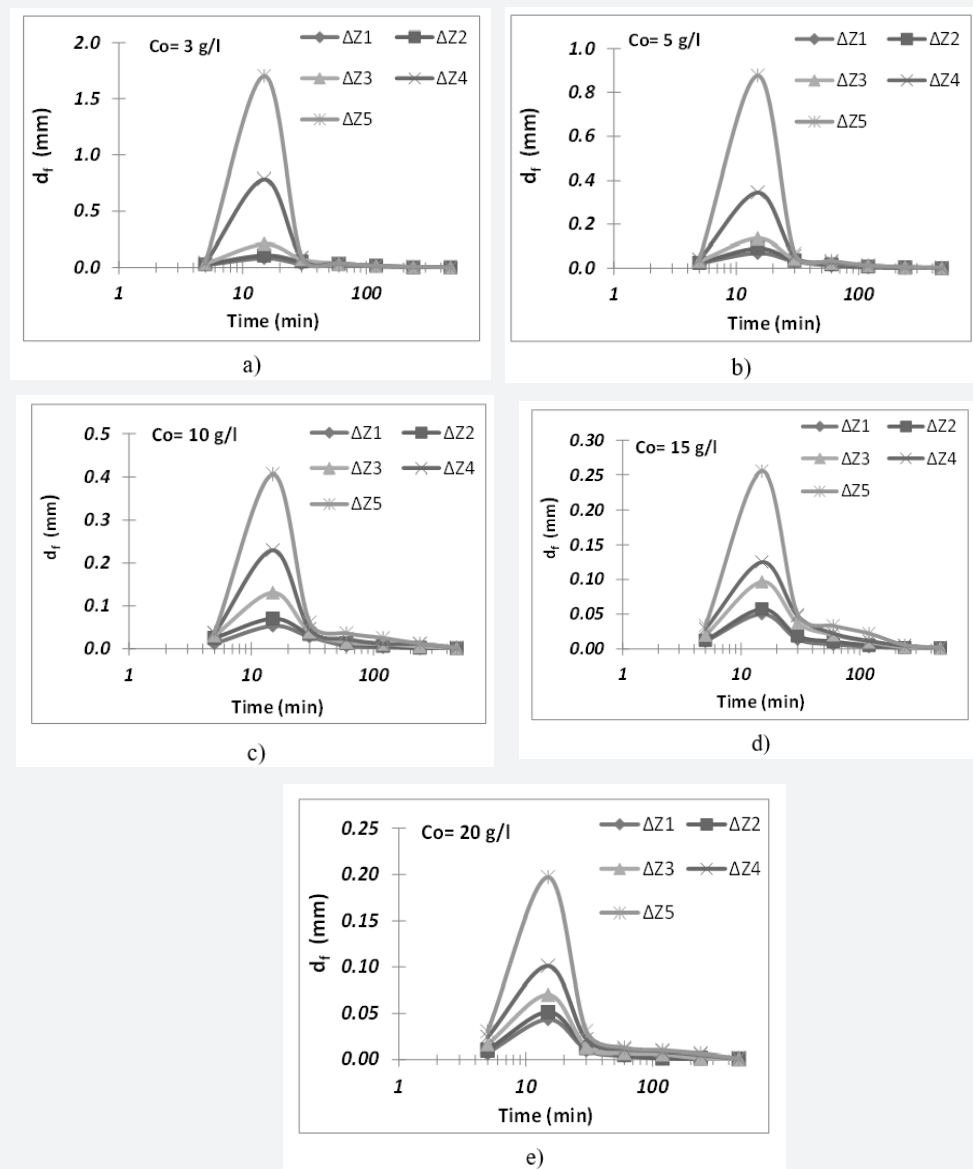 Co= 3 g/l
ΔZ1 ΔZ2
ΔZ3 ΔZ4
ΔZ5
2.0
1.5
1.0
0.5
0.0
df (mm)
1 10 100
Time (min)
a)
Co= 5 g/l
ΔZ1 ΔZ2
ΔZ3 ΔZ4
ΔZ5
1.0
0.8
0.6
0.4
0.2
0.0
df (mm)
1 10 100
Time (min)
b)
Co= 10 g/l
ΔZ1 ΔZ2
ΔZ3 ΔZ4
ΔZ5
0.5
0.4
0.3
0.2
0.1
0.0
df (mm)
1 10 100
Time (min)
c)
Co= 15 g/l
ΔZ1 ΔZ2
ΔZ3 ΔZ4
ΔZ5
0.30
0.25
0.20
0.15
0.10
0.05
0.00
df (mm)
1 10 100
Time (min)
d)
Co= 20 g/l
ΔZ1 ΔZ2
ΔZ3 ΔZ4
ΔZ5
0.25
0.20
0.15
0.10
0.05
0.00
df (mm)
1 10 100
Time (min)
e)